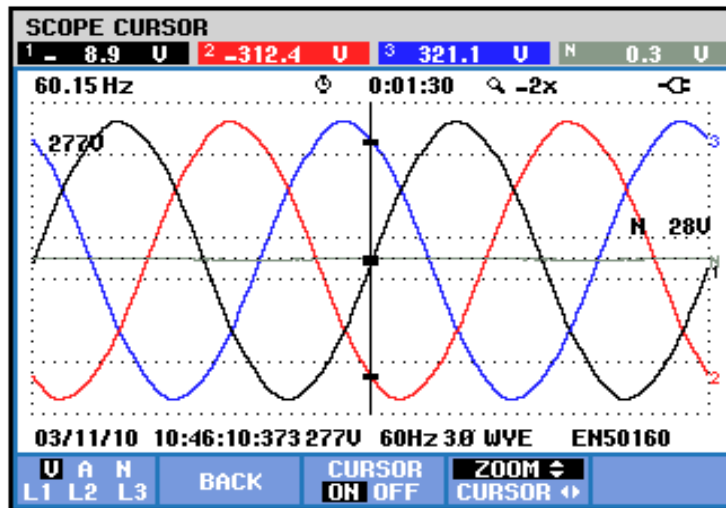 SCOPE CURSOR
1 - 8.9 V 2 -312.4 V 3 321.1 V N 0.3 V
60.15 Hz 0:01:30 -2x
277V
3
N 28V
N
1
2
03/11/10 10:46:10:373 277V 60Hz 3.0 WYE EN50160
V A N
L1 L2 L3
BACK
CURSOR
ON OFF
ZOOM
CURSOR